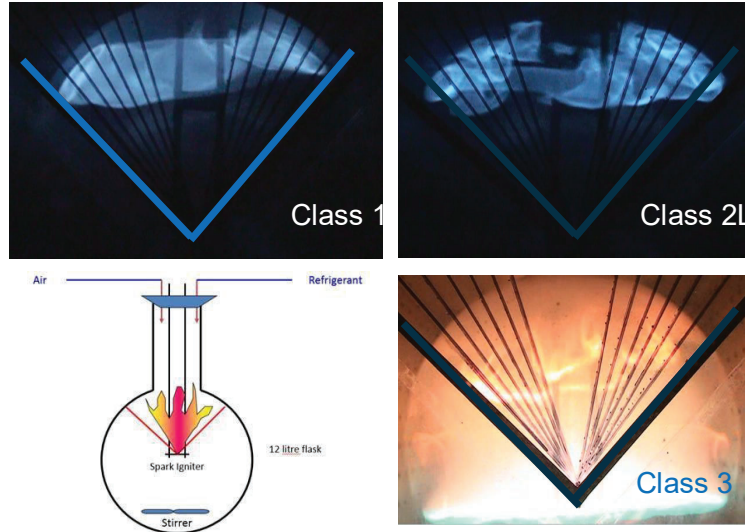 Class 1
Class 2L
Air
Refrigerant
12 litre flask
Spark Igniter
Stirrer
Class 3